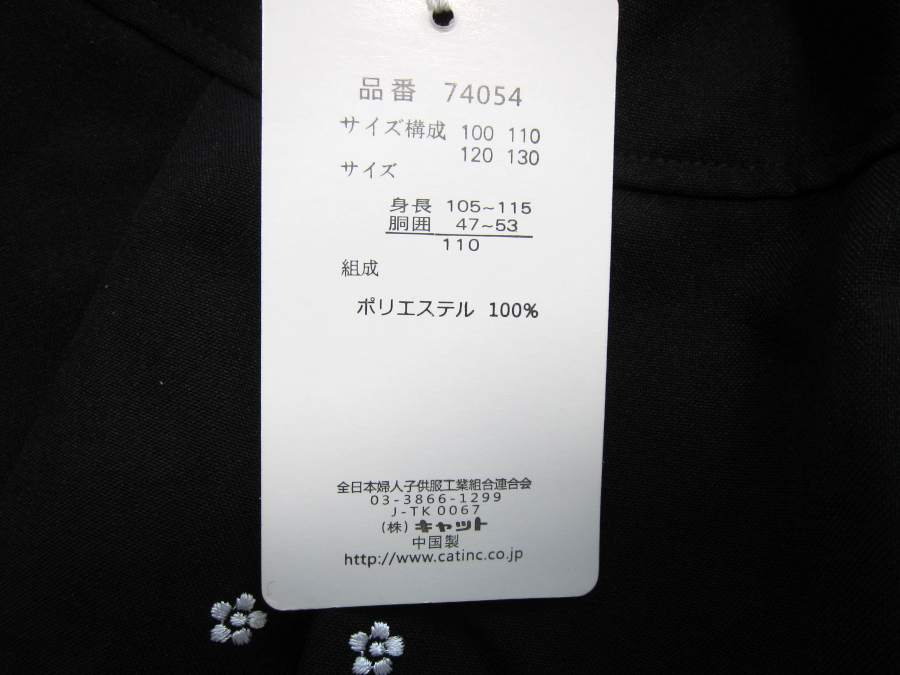 品番 74054
サイズ構成 100 110
120 130
サイズ
身長 105~115
胴囲 47~53
110
組成
ポリエステル 100%
全日本婦人子供服工業組合連合会
03-3866-1299
J-TK0067
(株) キャット
中国製
http://www.catinc.co.jp